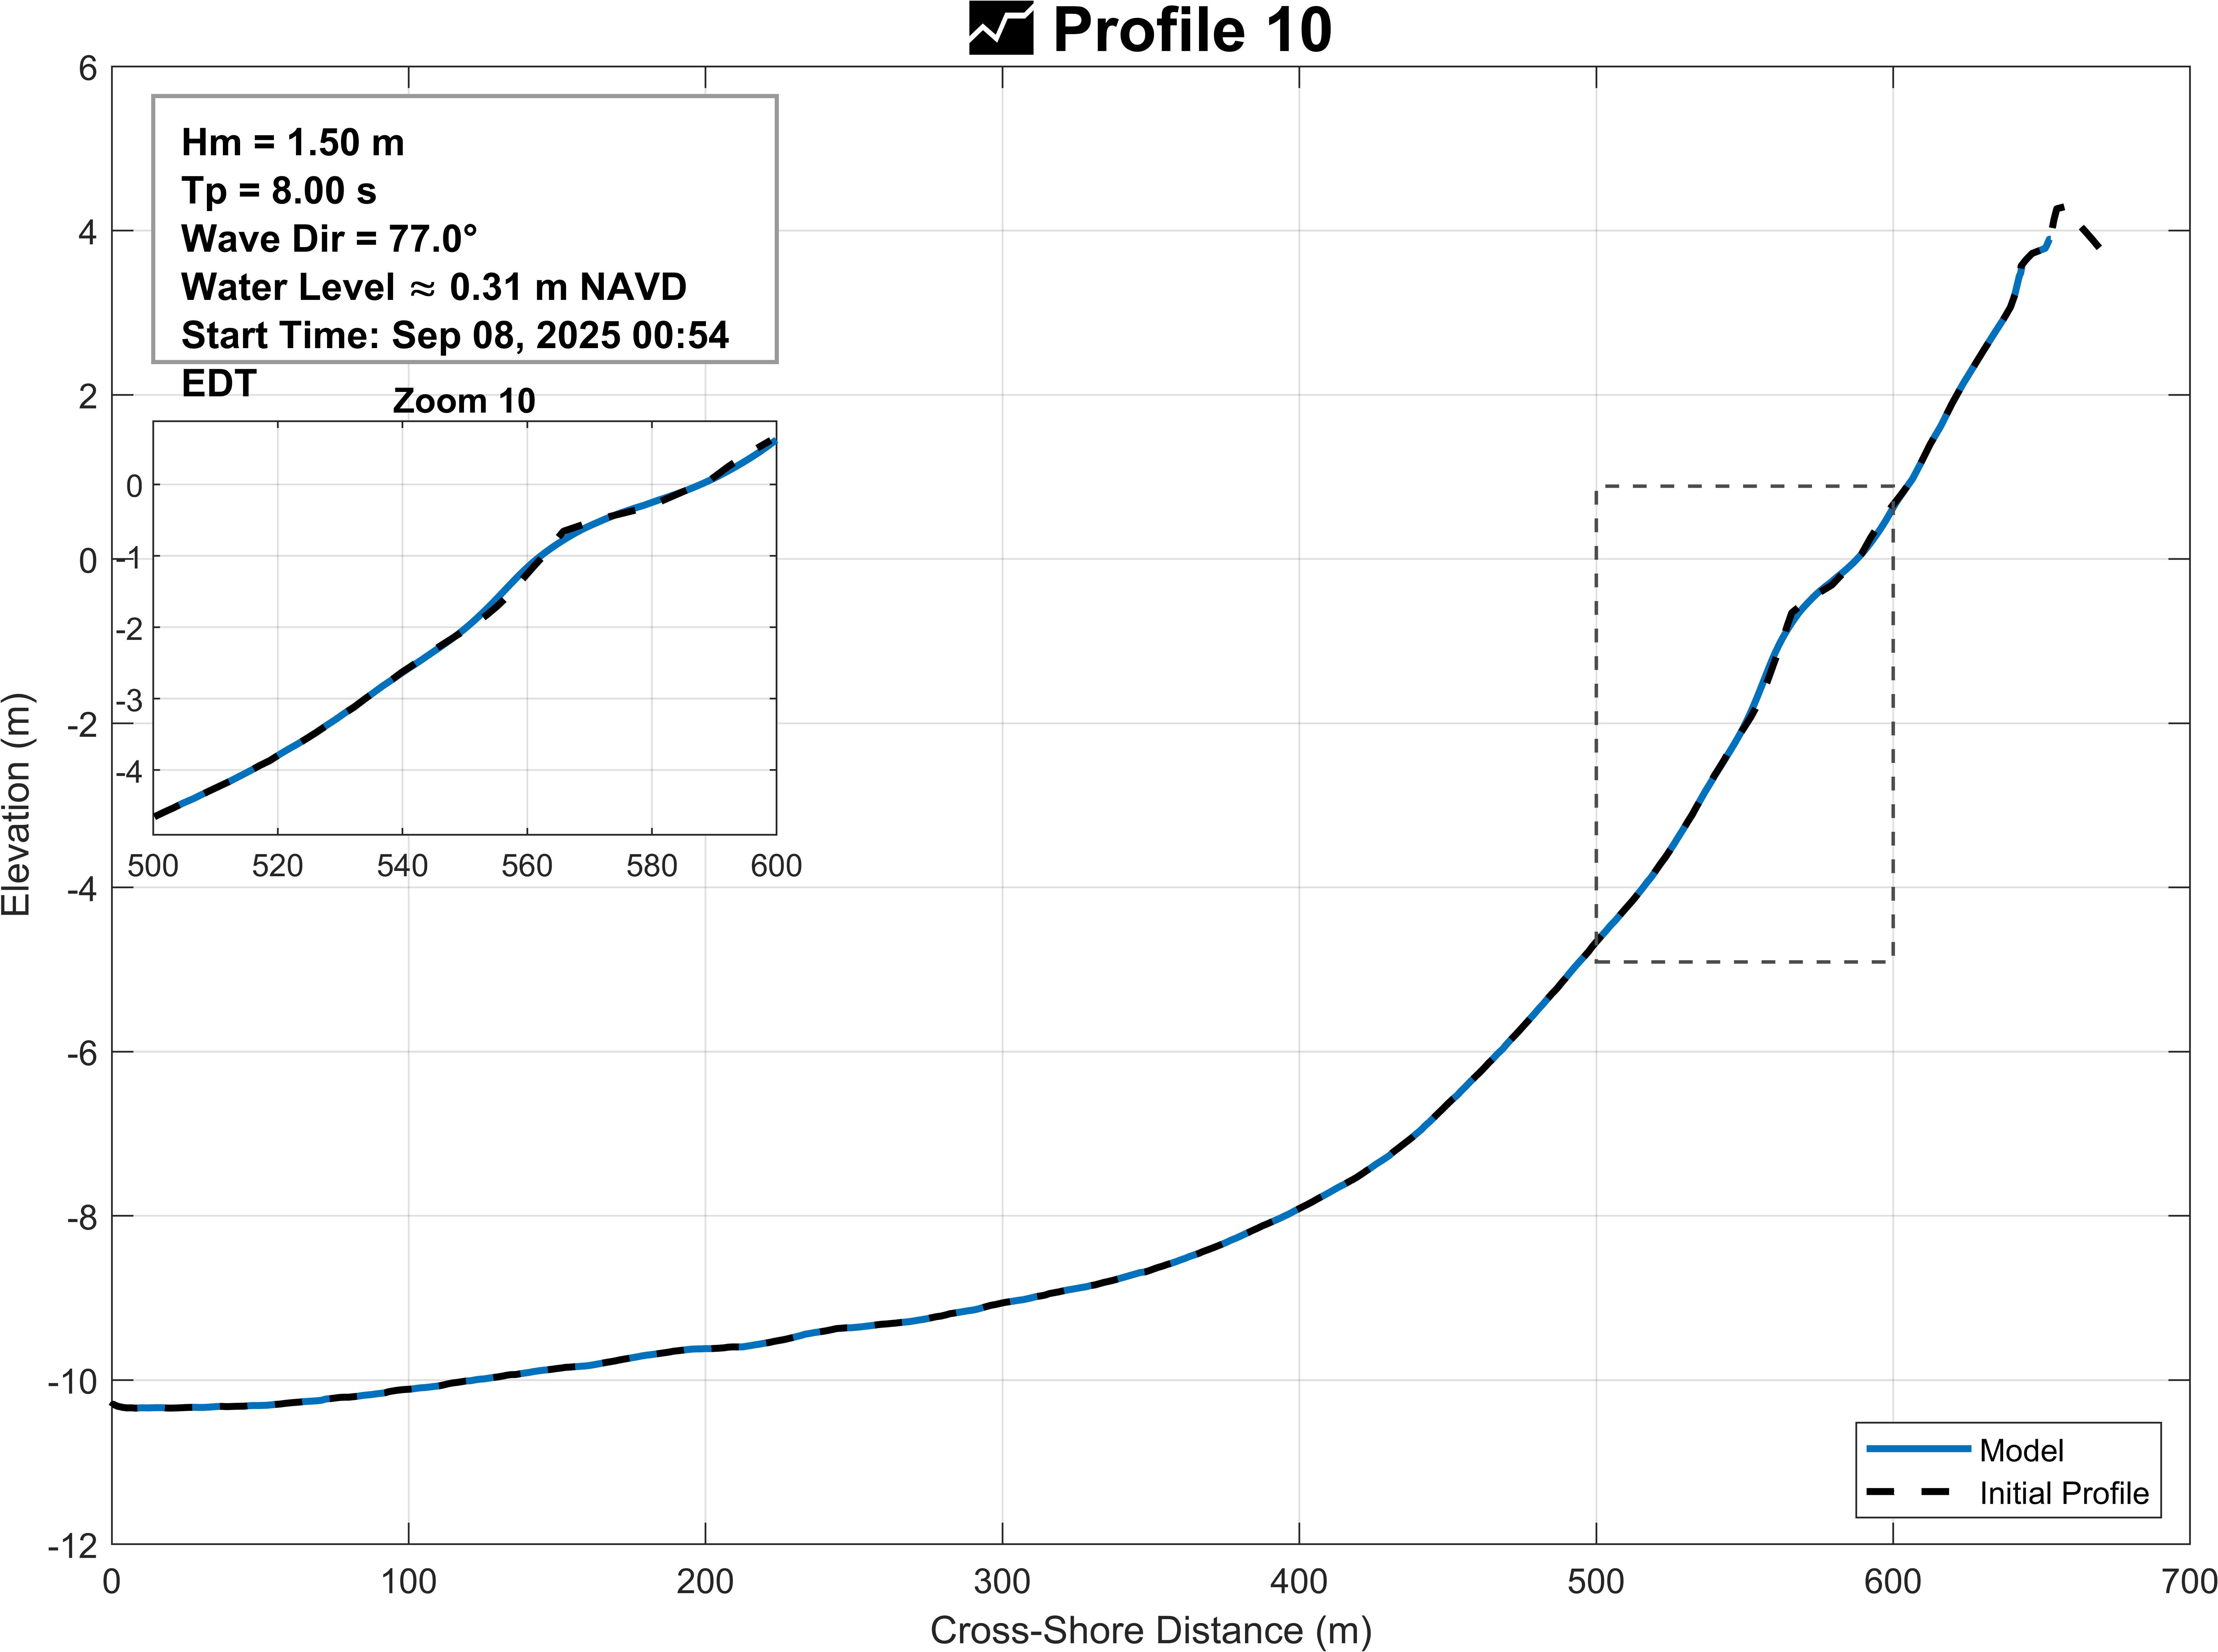 Profile 10
6
4
2
0
-2
-4
-6
-8
-10
-12
Elevation (m)
Hm = 1.50 m
Tp = 8.00 s
Wave Dir = 77.0°
Water Level ≈ 0.31 m NAVD
Start Time: Sep 08, 2025 00:54
EDT
Zoom 10
0
-1
-2
-3
-4
500 520 540 560 580 600
Model
Initial Profile
0 100 200 300 400 500 600 700
Cross-Shore Distance (m)